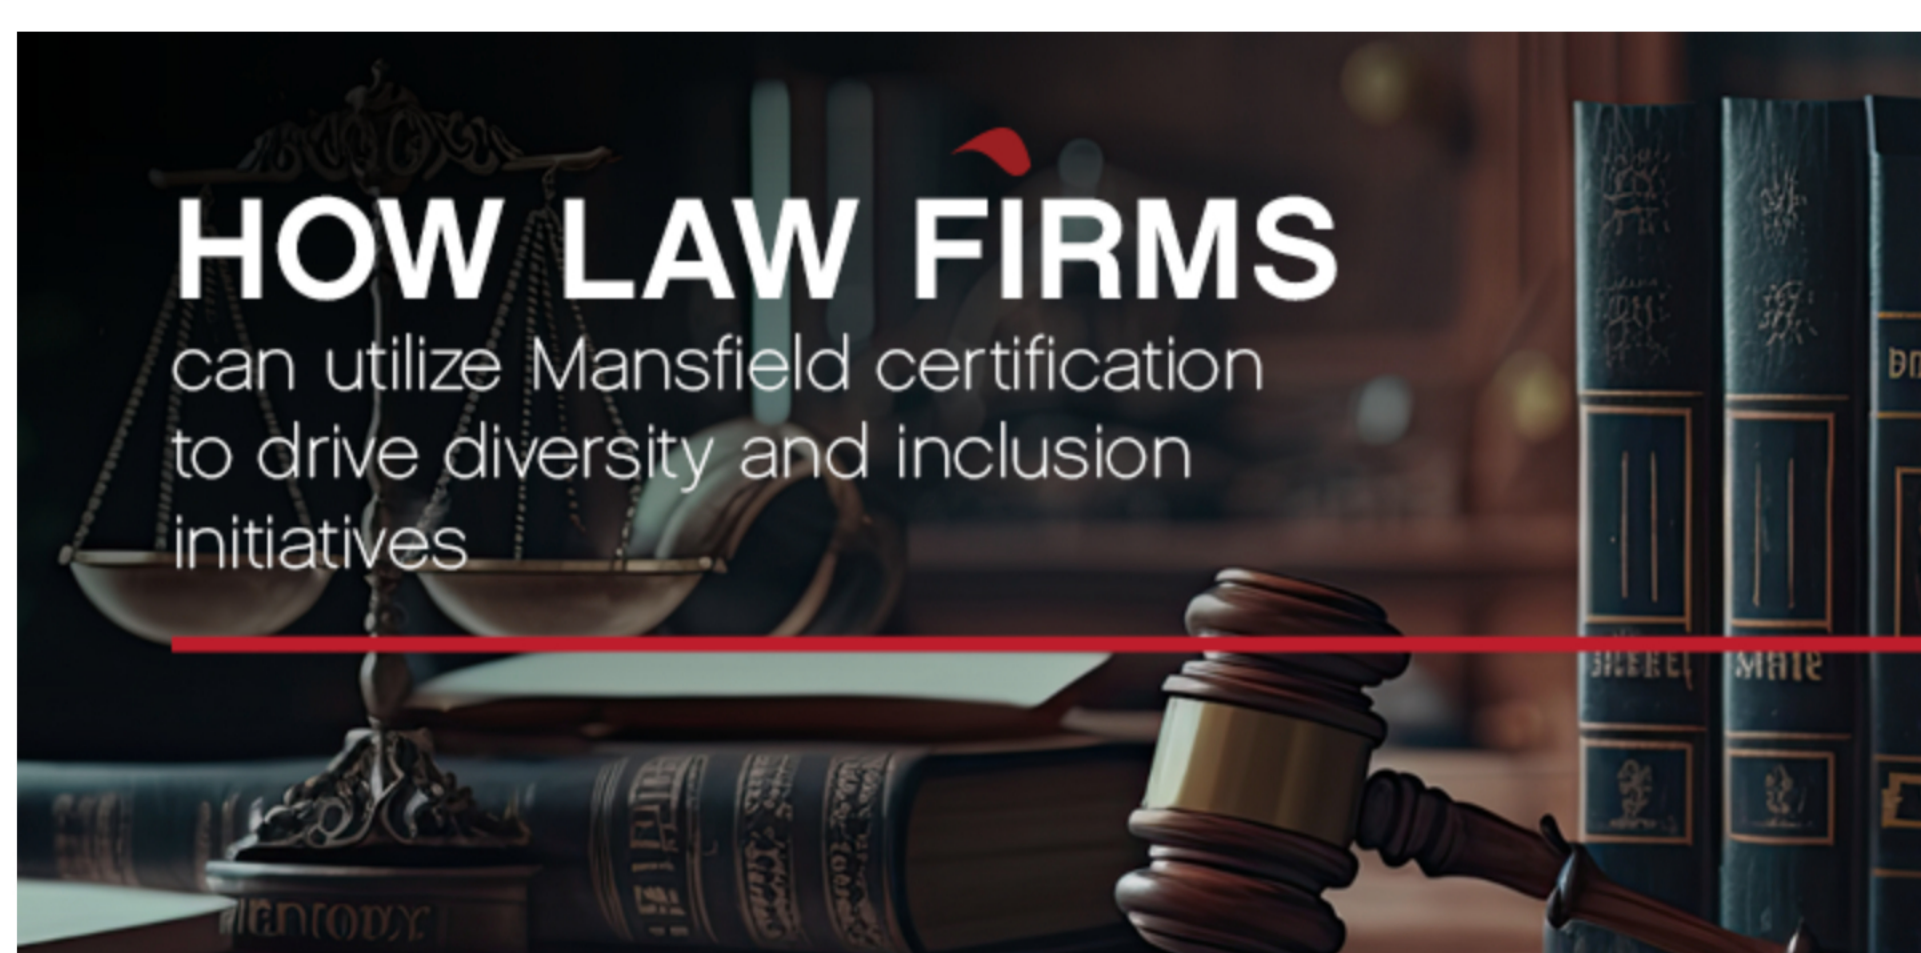 HOW LAW FIRMS
can utilize Mansfield certification
to drive diversity and inclusion
initiatives